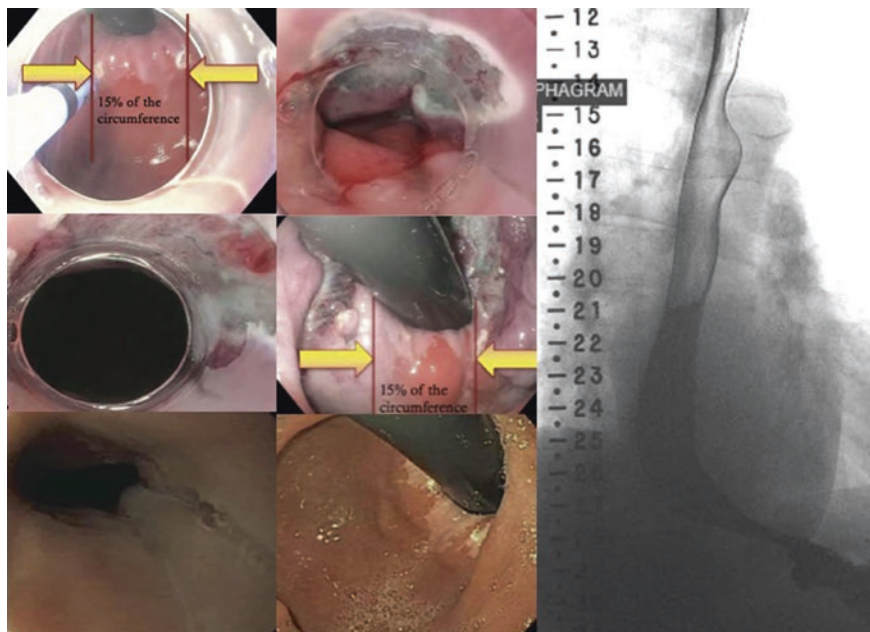 15% of the
circumference
15% of the
circumference
12
13
14
PHAGRAM
15
16
17
18
19
20
21
22
23
24
25